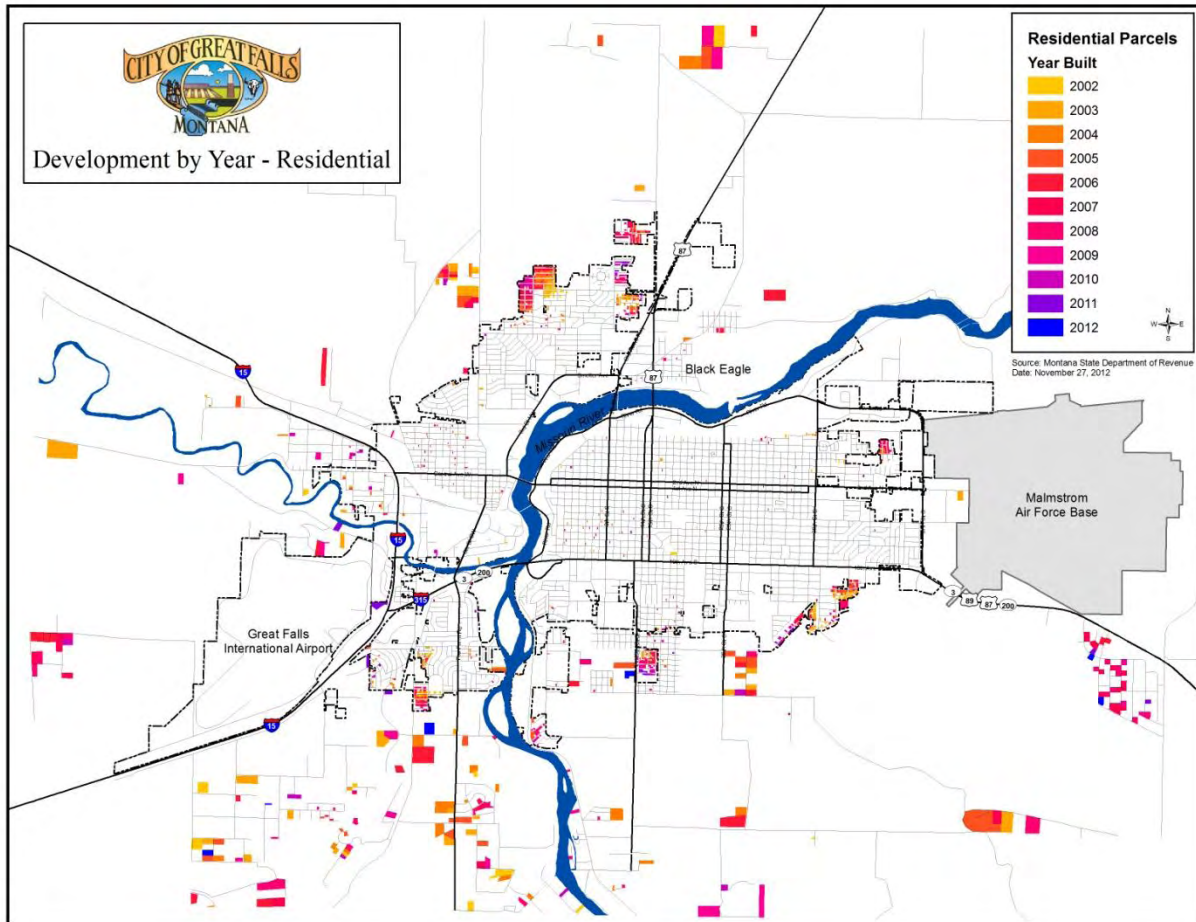 CITY OF GREAT FALLS
MONTANA
Development by Year - Residential
Residential Parcels
Year Built
2002
2003
2004
2005
2006
2007
2008
2009
2010
2011
2012
N
W E
S
Source: Montana State Department of Revenue
Date: November 27, 2012
87
15
87
Black Eagle
Missouri River
Malmstrom
Air Force Base
15
3
200
315
3
89
87
200
Great Falls
International Airport
15